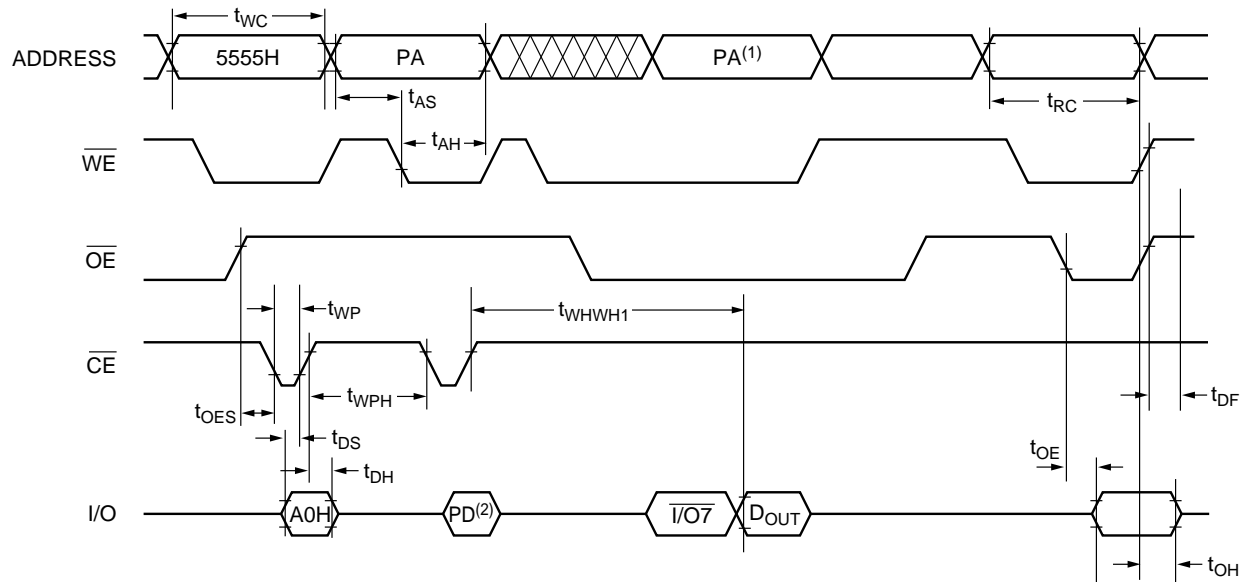 tWC
ADDRESS 5555H PA PA(1)
tAS tRC
tAH
WE
OE
tWP tWHWH1
CE
tWPH tDF
tOES
tDS
tOE
tDH
I/O A0H PD(2) I/O7 DOUT
tOH